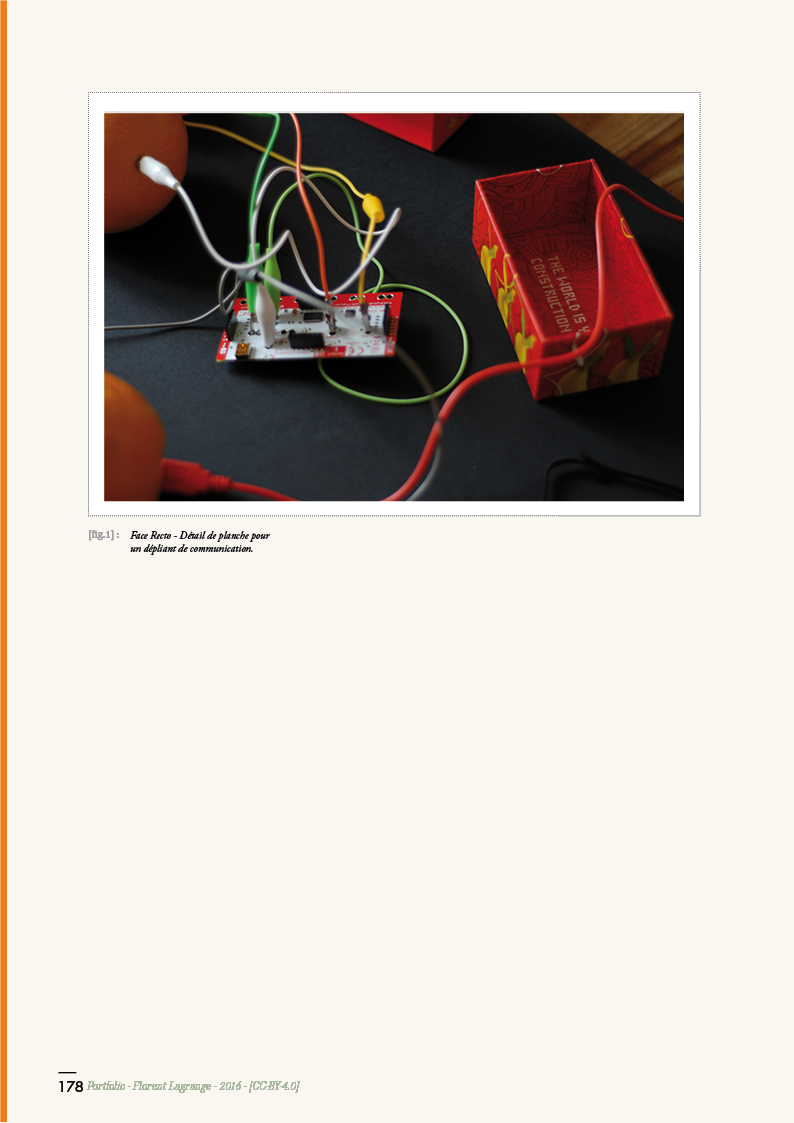 THE WORLD IS
CONSTRUCTION
[fig.1] : Face Recto - Détail de planche pour
un dépliant de communication.
178 Portfolio - Florent Lagrange - 2016 - [CC-BY-4.0]